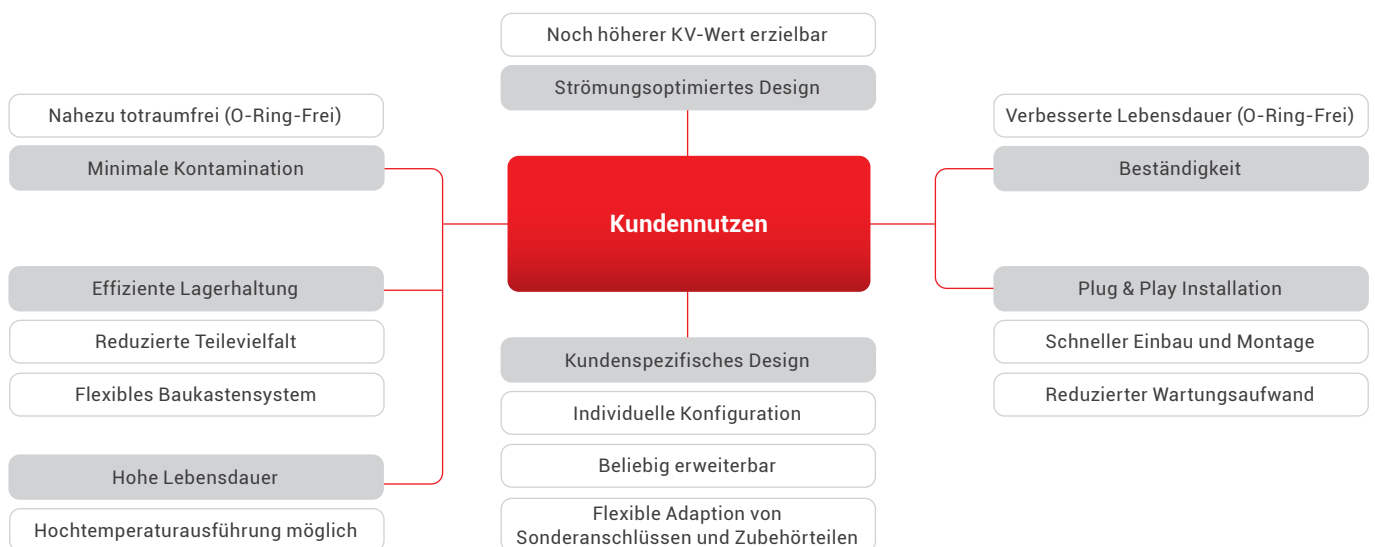 Noch höherer KV-Wert erzielbar
Strömungsoptimiertes Design
Nahezu totraumfrei (O-Ring-Frei)
Minimale Kontamination
Verbesserte Lebensdauer (O-Ring-Frei)
Beständigkeit
Kundennutzen
Effiziente Lagerhaltung
Reduzierte Teilevielfalt
Flexibles Baukastensystem
Plug & Play Installation
Schneller Einbau und Montage
Reduzierter Wartungsaufwand
Kundenspezifisches Design
Individuelle Konfiguration
Beliebig erweiterbar
Flexible Adaption von
Sonderanschlüssen und Zubehörteilen
Hohe Lebensdauer
Hochtemperaturausführung möglich